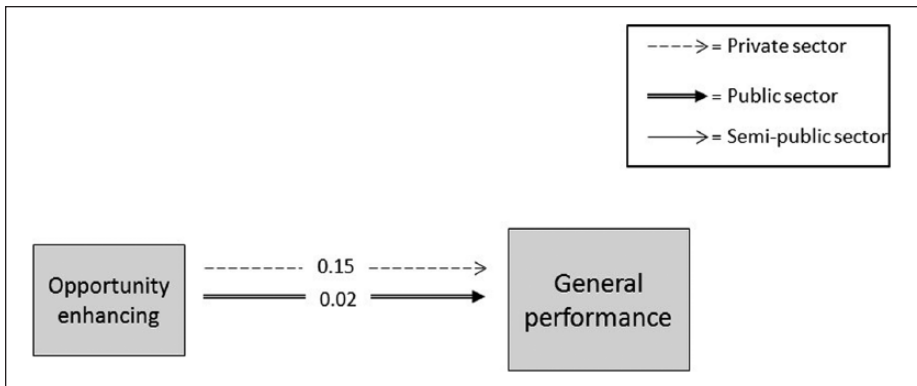 = Private sector
= Public sector
= Semi-public sector
Opportunity
enhancing
0.15
0.02
General
performance